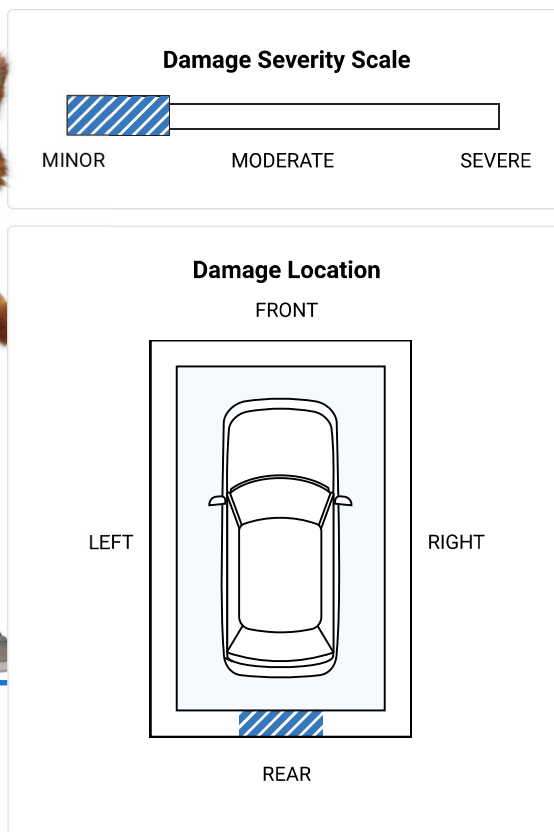 Damage Severity Scale
MINOR MODERATE SEVERE
Damage Location
FRONT
LEFT RIGHT
REAR